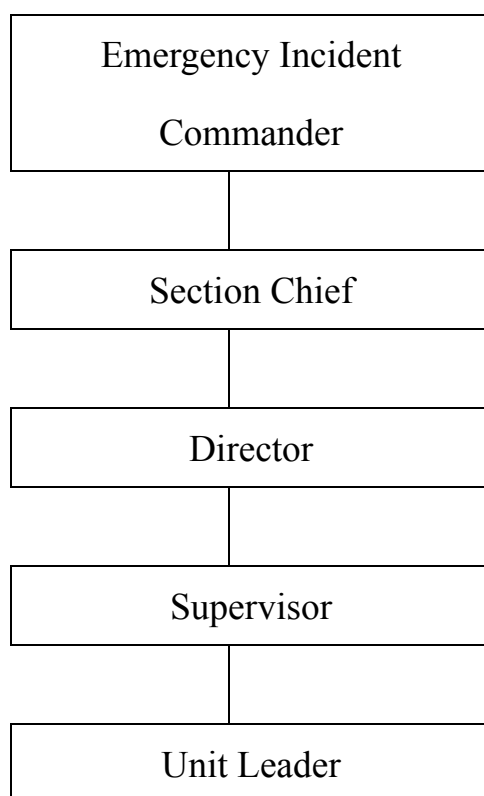 Emergency Incident
Commander
Section Chief
Director
Supervisor
Unit Leader